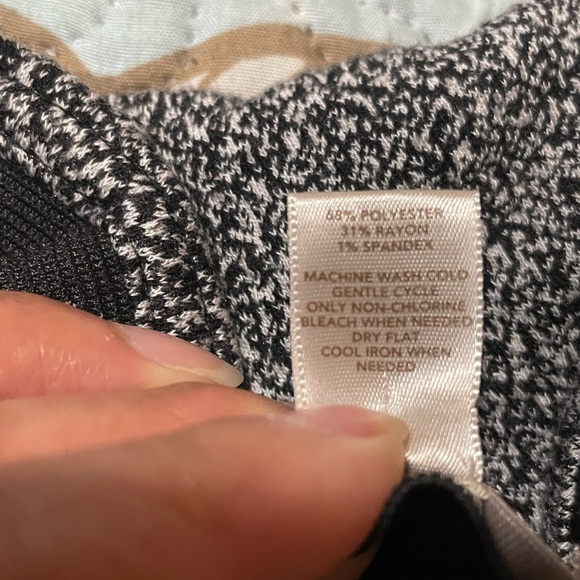 68% POLYESTER
31% RAYON
1% SPANDEX
MACHINE WASH COLD
GENTLE CYCLE
ONLY NON-CHLORINE
BLEACH WHEN NEEDED
DRY FLAT
COOL IRON WHEN
NEEDED